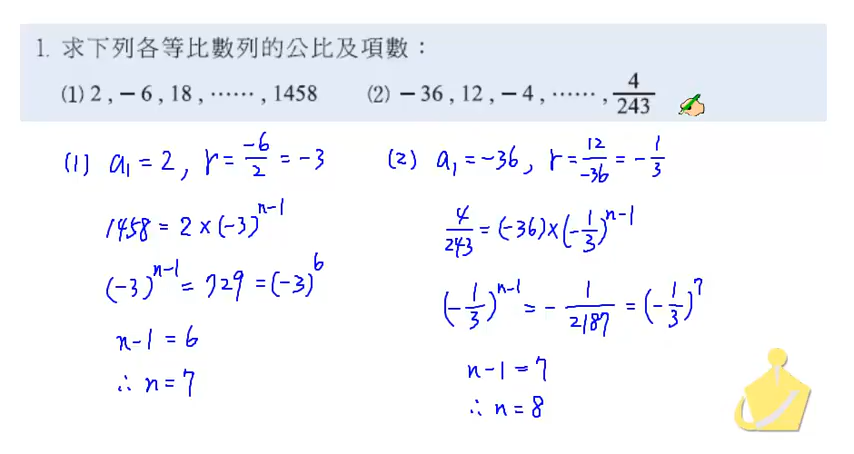 1. 求下列各等比數列的公比及項數：
(1) 2 , −6 , 18 , ⋯⋯ , 1458 (2) −36 , 12 , −4 , ⋯⋯ , 4/243
(1) a₁ = 2 , r = -6/2 = -3
1458 = 2 × (-3)^(n-1)
(-3)^(n-1) = 729 = (-3)^6
n-1 = 6
∴ n = 7
(2) a₁ = -36 , r = 12/-36 = -1/3
4/243 = (-36) × (-1/3)^(n-1)
(-1/3)^(n-1) = -1/2187 = (-1/3)^7
n-1 = 7
∴ n = 8